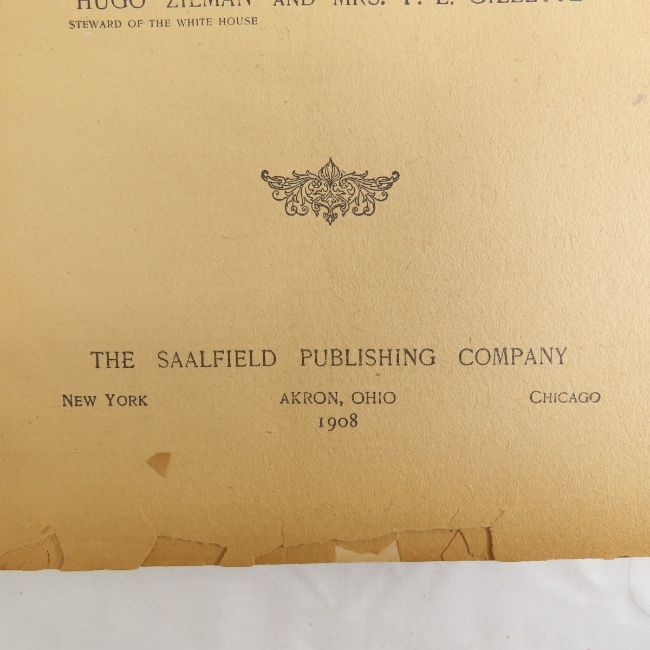 HUGO ZIEMAN AND MRS. F. L. GILLETTE
STEWARD OF THE WHITE HOUSE
THE SAALFIELD PUBLISHING COMPANY
NEW YORK AKRON, OHIO CHICAGO
1908